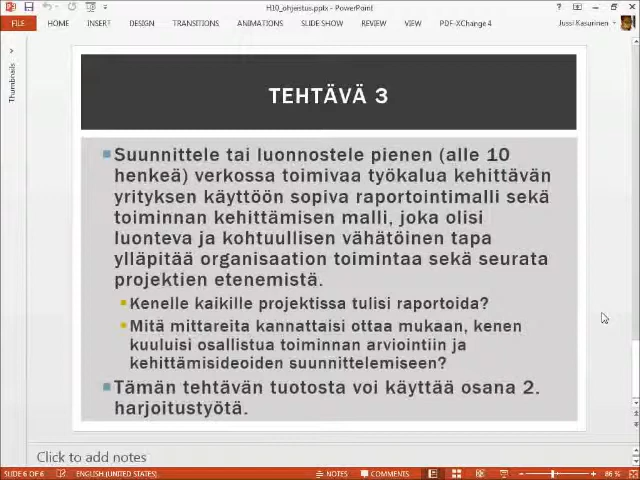 H10_ohjeistus.pptx - PowerPoint
FILE HOME INSERT DESIGN TRANSITIONS ANIMATIONS SLIDE SHOW REVIEW VIEW PDF-XChange 4 Jussi Kasurinen
Thumbnails
TEHTÄVÄ 3
Suunnittele tai luonnostele pienen (alle 10
henkeä) verkossa toimivaa työkalua kehittävän
yrityksen käyttöön sopiva raportointimalli sekä
toiminnan kehittämisen malli, joka olisi
luonteva ja kohtuullisen vähätöinen tapa
ylläpitää organisaation toimintaa sekä seurata
projektien etenemistä.
Kenelle kaikille projektissa tulisi raportoida?
Mitä mittareita kannattaisi ottaa mukaan, kenen
kuuluisi osallistua toiminnan arviointiin ja
kehittämisideoiden suunnittelemiseen?
Tämän tehtävän tuotosta voi käyttää osana 2.
harjoitustyötä.
Click to add notes
SLIDE 6 OF 6 ENGLISH (UNITED STATES) NOTES COMMENTS 86 %